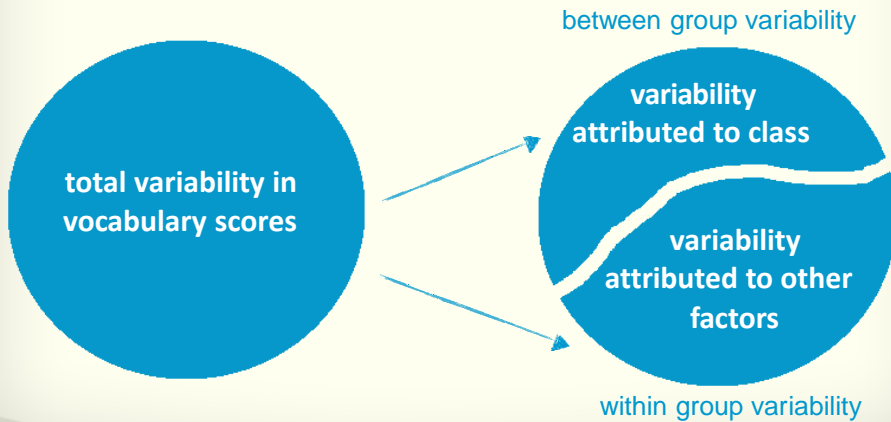 between group variability
total variability in
vocabulary scores
variability
attributed to class
variability
attributed to other
factors
within group variability